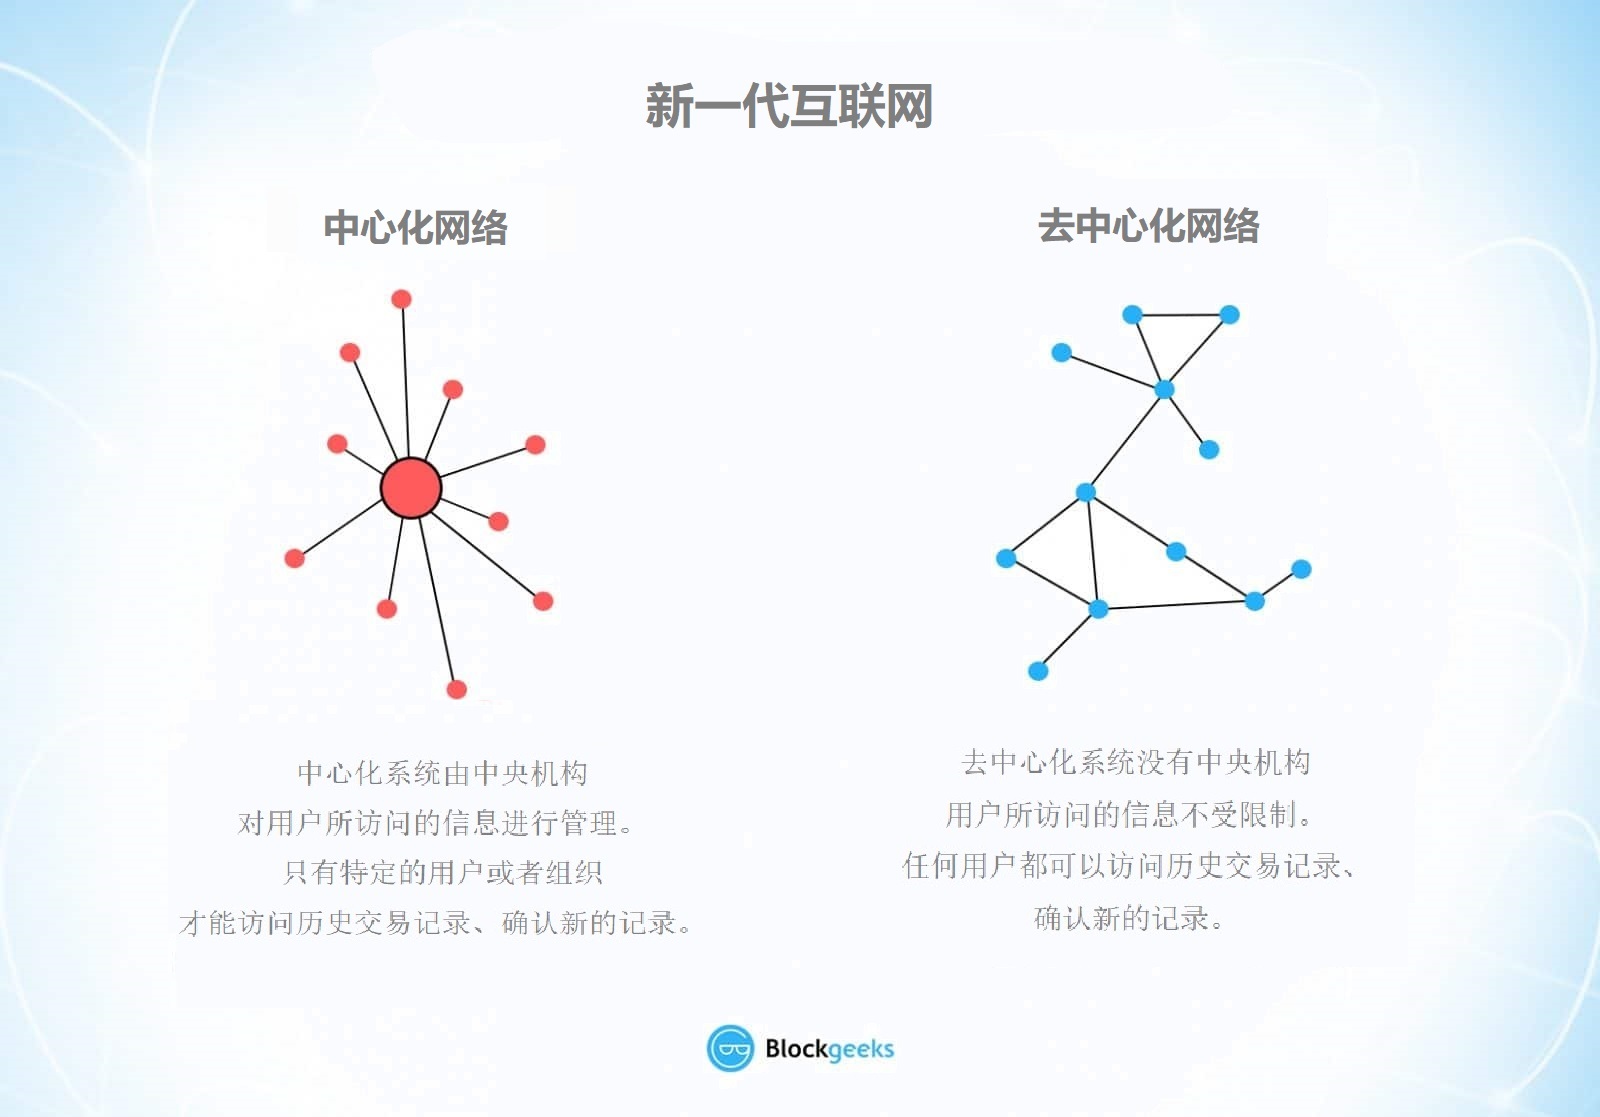 新一代互联网
中心化网络
去中心化网络
中心化系统由中央机构
对用户所访问的信息进行管理。
只有特定的用户或者组织
才能访问历史交易记录、确认新的记录。
去中心化系统没有中央机构
用户所访问的信息不受限制。
任何用户都可以访问历史交易记录、
确认新的记录。
Blockgeeks